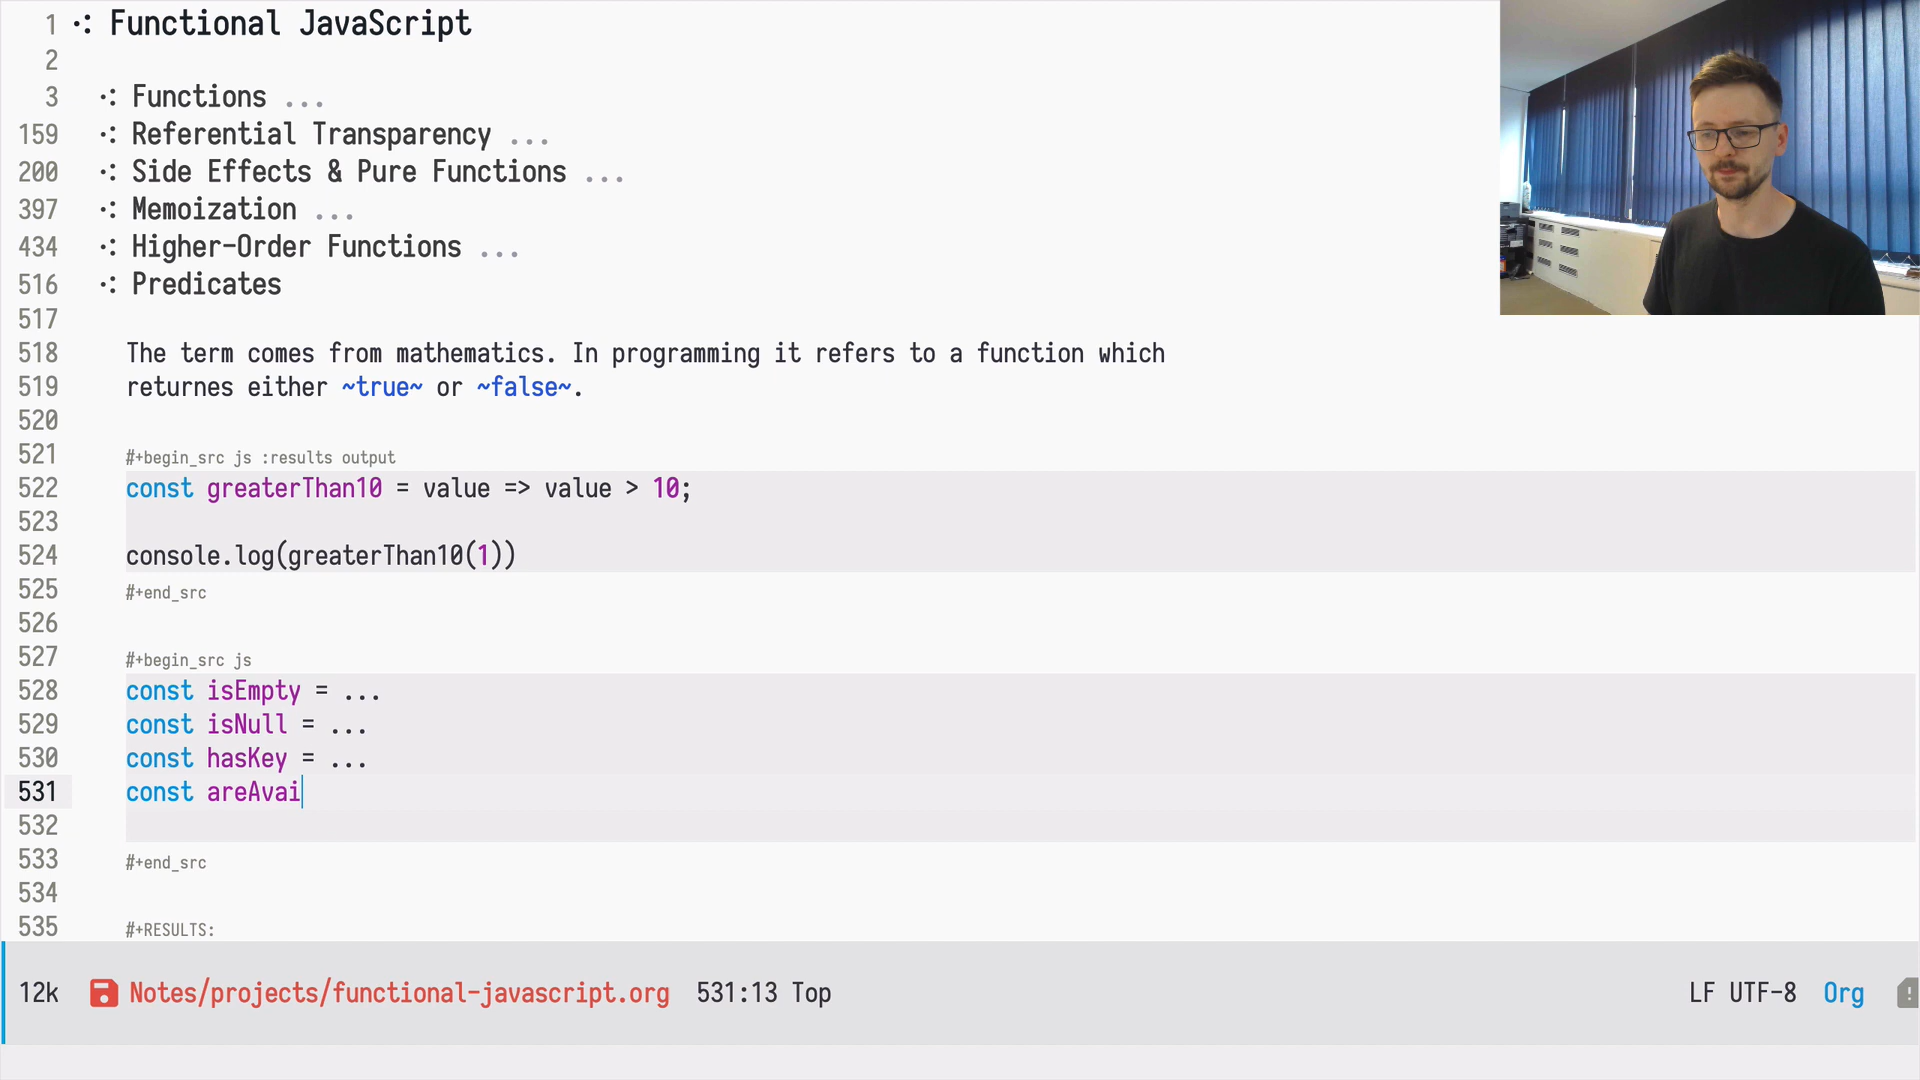 1 Functional JavaScript
2
3 Functions ...
159 Referential Transparency ...
200 Side Effects & Pure Functions ...
397 Memoization ...
434 Higher-Order Functions ...
516 Predicates
517
518 The term comes from mathematics. In programming it refers to a function which
519 returnes either ~true~ or ~false~.
520
521 #+begin_src js :results output
522 const greaterThan10 = value => value > 10;
523
524 console.log(greaterThan10(1))
525 #+end_src
526
527 #+begin_src js
528 const isEmpty = ...
529 const isNull = ...
530 const hasKey = ...
531 const areAvai
532
533 #+end_src
534
535 #+RESULTS:
12k Notes/projects/functional-javascript.org 531:13 Top LF UTF-8 Org